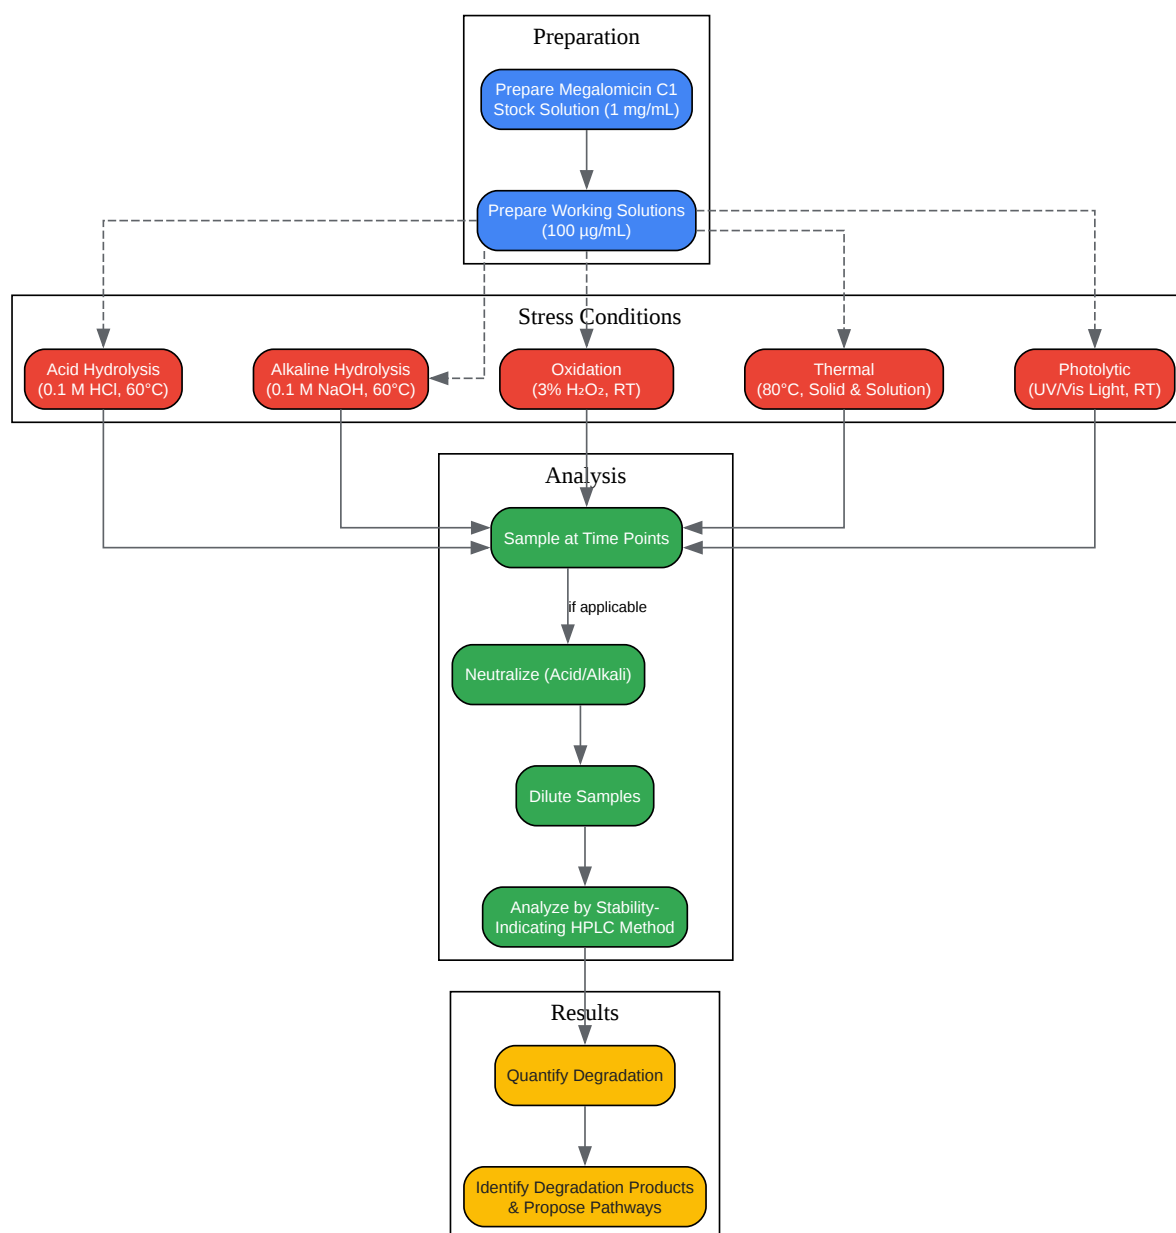 Preparation
Prepare Megalomicin C1
Stock Solution (1 mg/mL)
Prepare Working Solutions
(100 µg/mL)
Stress Conditions
Acid Hydrolysis
(0.1 M HCl, 60°C)
Alkaline Hydrolysis
(0.1 M NaOH, 60°C)
Oxidation
(3% H₂O₂, RT)
Thermal
(80°C, Solid & Solution)
Photolytic
(UV/Vis Light, RT)
Analysis
Sample at Time Points
if applicable
Neutralize (Acid/Alkali)
Dilute Samples
Analyze by Stability-
Indicating HPLC Method
Results
Quantify Degradation
Identify Degradation Products
& Propose Pathways